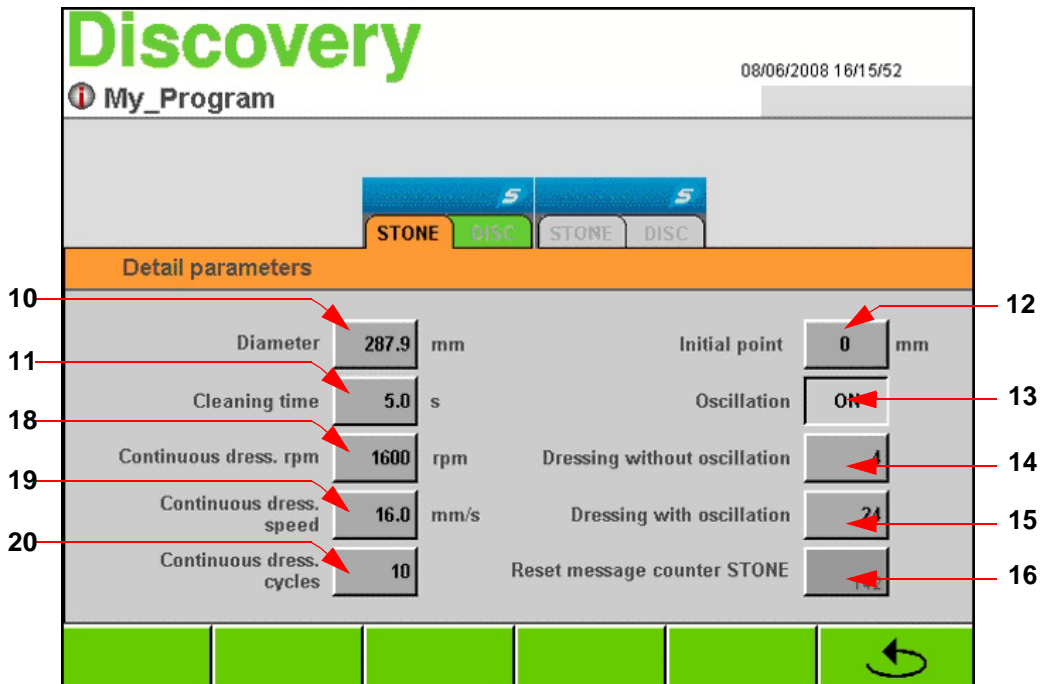 Discovery
08/06/2008 16/15/52
My_Program
STONE DISC STONE DISC
Detail parameters
10
Diameter 287.9 mm
11
Cleaning time 5.0 s
18
Continuous dress. rpm 1600 rpm
19
Continuous dress. speed 16.0 mm/s
20
Continuous dress. cycles 10
12
Initial point 0 mm
13
Oscillation ON
14
Dressing without oscillation 4
15
Dressing with oscillation 24
16
Reset message counter STONE